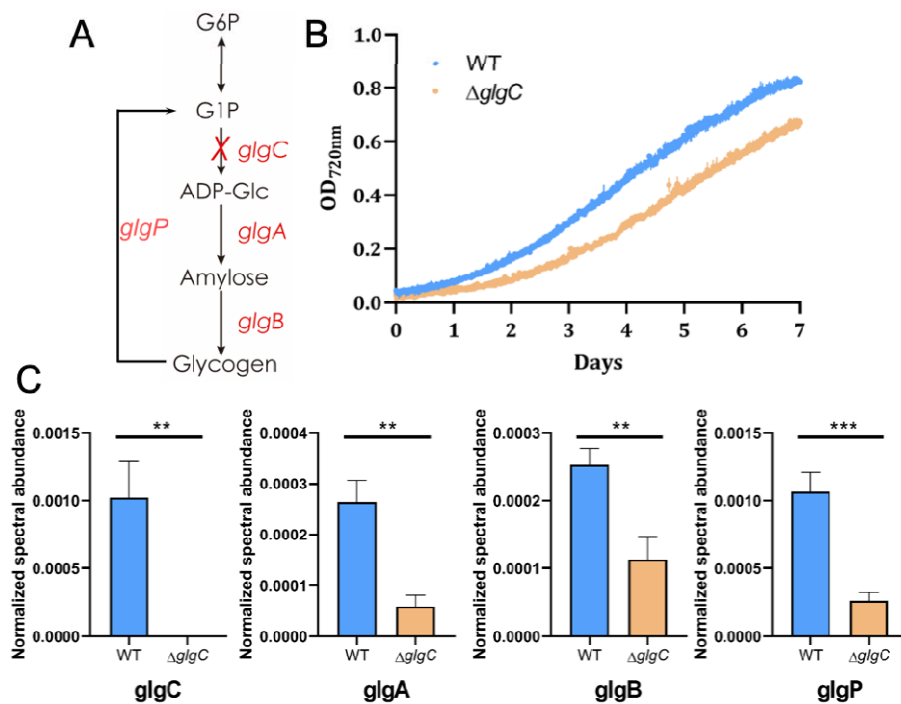 A
G6P
G1P
glgC
ADP-Glc
glgP
glgA
Amylose
glgB
Glycogen
B
WT
ΔglgC
OD720nm
1.0
0.8
0.6
0.4
0.2
0.0
0 1 2 3 4 5 6 7
Days
C
Normalized spectral abundance
0.0015
0.0010
0.0005
0.0000
**
WT ΔglgC
glgC
Normalized spectral abundance
0.0004
0.0003
0.0002
0.0001
0.0000
**
WT ΔglgC
glgA
Normalized spectral abundance
0.0003
0.0002
0.0001
0.0000
**
WT ΔglgC
glgB
Normalized spectral abundance
0.0015
0.0010
0.0005
0.0000
***
WT ΔglgC
glgP